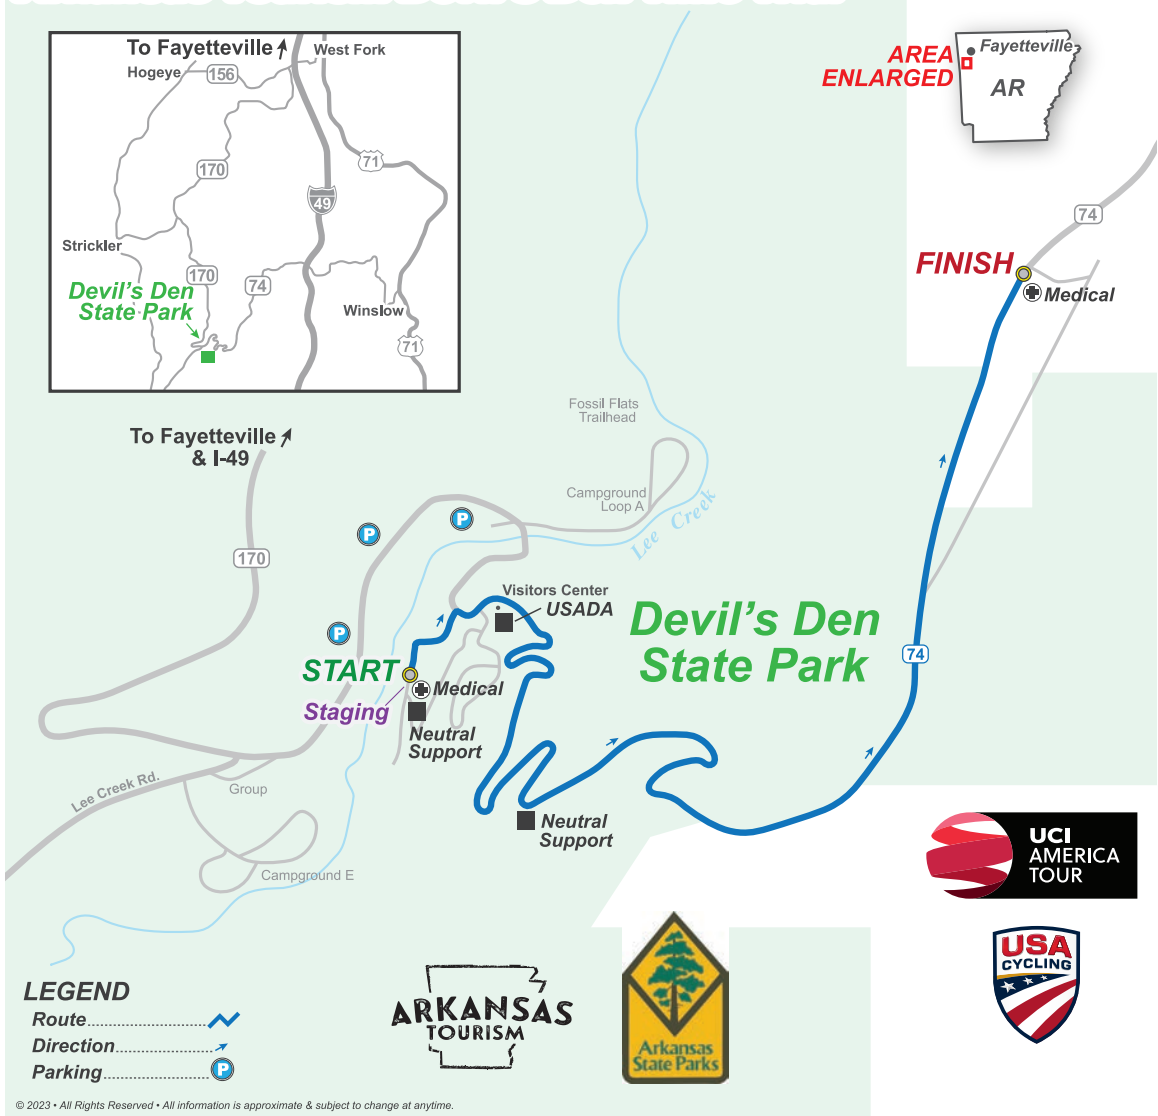 To Fayetteville
West Fork
Hogeye
156
170
71
49
Strickler
170
74
Devil's Den
State Park
Winslow
71
AREA
ENLARGED
Fayetteville
AR
74
FINISH
Medical
Fossil Flats
Trailhead
To Fayetteville
& I-49
Campground
Loop A
Lee Creek
P
P
170
Visitors Center
USADA
P
Devil's Den
State Park
74
START
Medical
Staging
Neutral
Support
Lee Creek Rd.
Group
Neutral
Support
Campground E
UCI
AMERICA
TOUR
USA
CYCLING
ARKANSAS
TOURISM
Arkansas
State Parks
LEGEND
Route
Direction
Parking
P
© 2023 • All Rights Reserved • All information is approximate & subject to change at anytime.